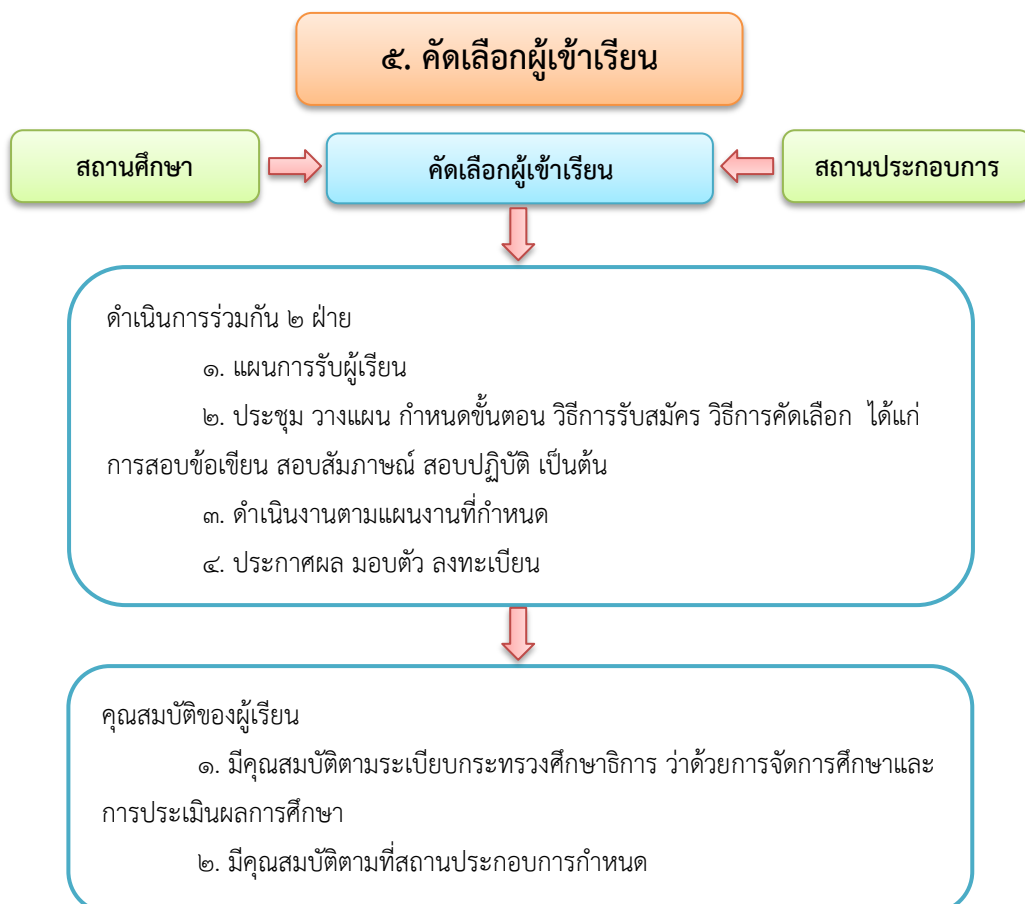 ๕. คัดเลือกผู้เข้าเรียน
สถานศึกษา
คัดเลือกผู้เข้าเรียน
สถานประกอบการ
ดำเนินการร่วมกัน ๒ ฝ่าย
๑. แผนการรับผู้เรียน
๒. ประชุม วางแผน กำหนดขั้นตอน วิธีการรับสมัคร วิธีการคัดเลือก ได้แก่
การสอบข้อเขียน สอบสัมภาษณ์ สอบปฏิบัติ เป็นต้น
๓. ดำเนินงานตามแผนงานที่กำหนด
๔. ประกาศผล มอบตัว ลงทะเบียน
คุณสมบัติของผู้เรียน
๑. มีคุณสมบัติตามระเบียบกระทรวงศึกษาธิการ ว่าด้วยการจัดการศึกษาและ
การประเมินผลการศึกษา
๒. มีคุณสมบัติตามที่สถานประกอบการกำหนด